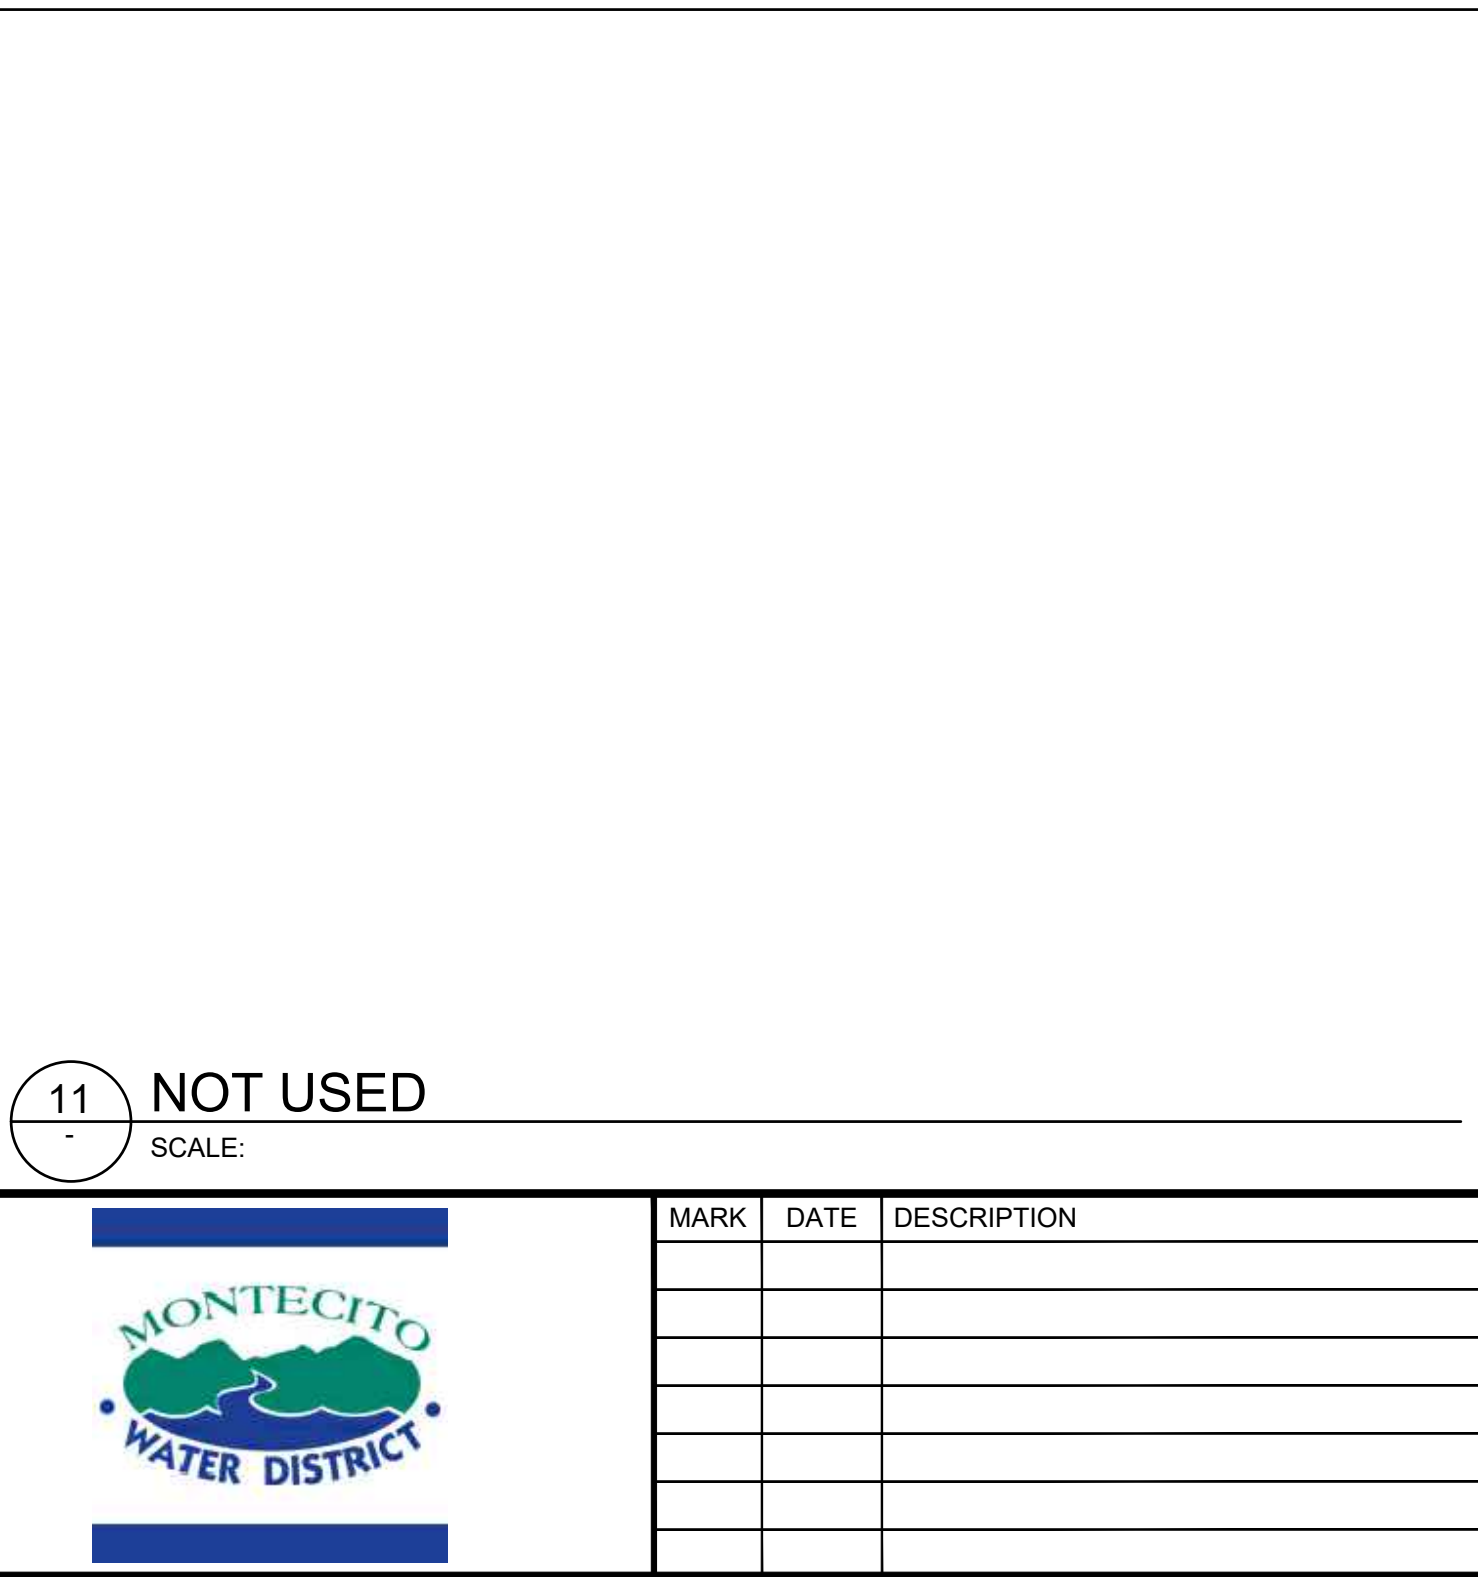 11
NOT USED
-
SCALE:
MARK DATE DESCRIPTION
MONTECITO
WATER DISTRICT